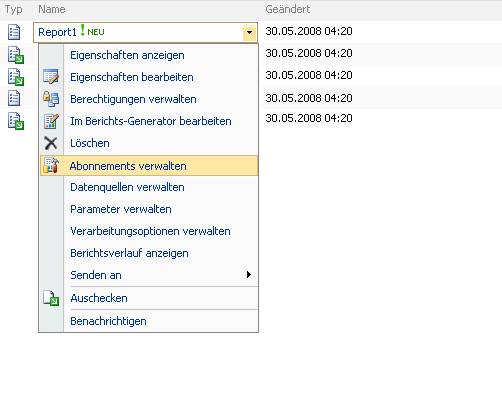 Typ Name Geändert
Report1 ! NEU 30.05.2008 04:20
Eigenschaften anzeigen 30.05.2008 04:20
Eigenschaften bearbeiten 30.05.2008 04:20
Berechtigungen verwalten 30.05.2008 04:20
Im Berichts-Generator bearbeiten 30.05.2008 04:20
Löschen
Abonnements verwalten
Datenquellen verwalten
Parameter verwalten
Verarbeitungsoptionen verwalten
Berichtsverlauf anzeigen
Senden an
Auschecken
Benachrichtigen